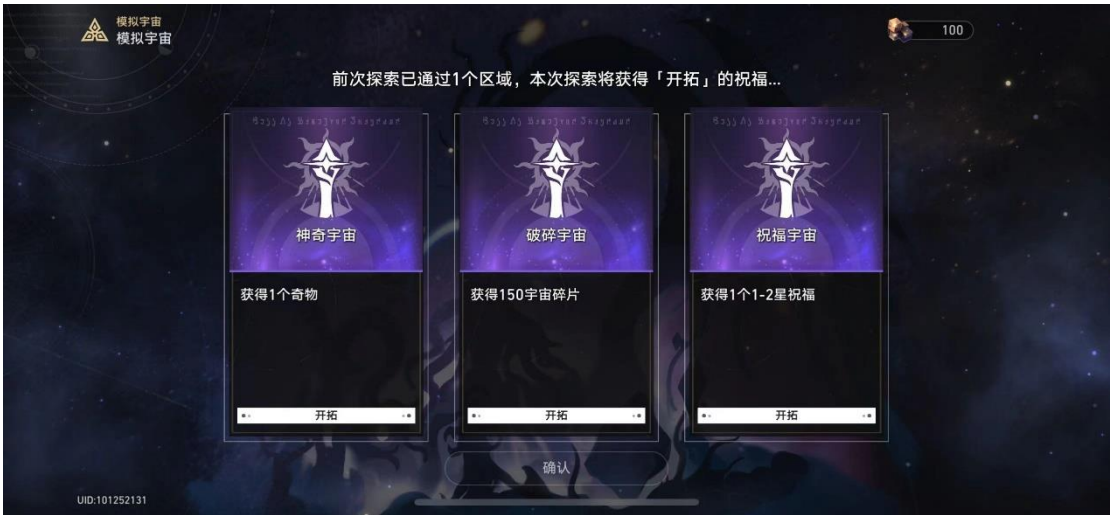 模拟宇宙
模拟宇宙
100
前次探索已通过1个区域，本次探索将获得「开拓」的祝福...
神奇宇宙
破碎宇宙
祝福宇宙
获得1个奇物
获得150宇宙碎片
获得1个1-2星祝福
开拓
开拓
开拓
确认
UID:101252131